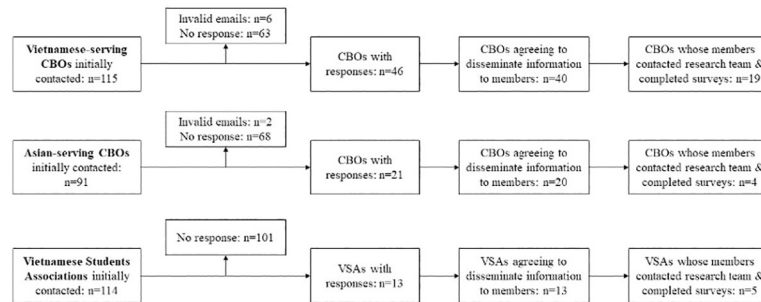 Invalid emails: n=6
No response: n=63
Vietnamese-serving
CBOs initially
contacted: n=115
CBOs with
responses: n=46
CBOs agreeing to
disseminate information
to members: n=40
CBOs whose members
contacted research team &
completed surveys: n=19
Invalid emails: n=2
No response: n=68
Asian-serving CBOs
initially contacted:
n=91
CBOs with
responses: n=21
CBOs agreeing to
disseminate information
to members: n=20
CBOs whose members
contacted research team &
completed surveys: n=4
No response: n=101
Vietnamese Students
Associations initially
contacted: n=114
VSAs with
responses: n=13
VSAs agreeing to
disseminate information
to members: n=13
VSAs whose members
contacted research team &
completed surveys: n=5